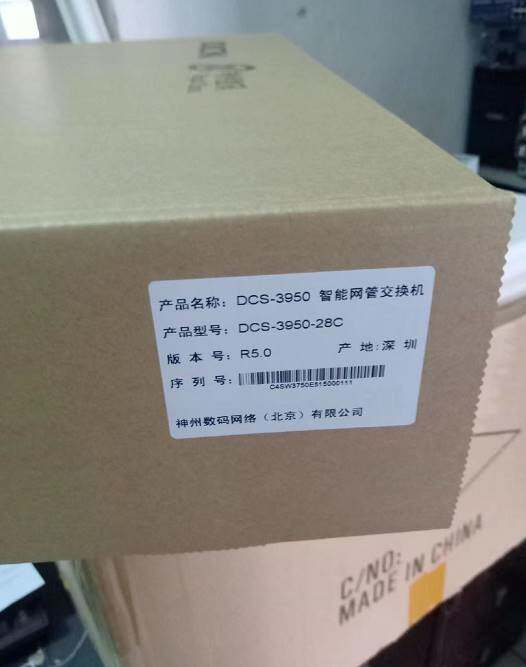 产品名称：DCS-3950 智能网管交换机
产品型号：DCS-3950-28C
版 本 号：R5.0 产 地:深 圳
序 列 号：
C4SW3750E515000111
神州数码网络（北京）有限公司
C/NO:
MADE IN CHINA